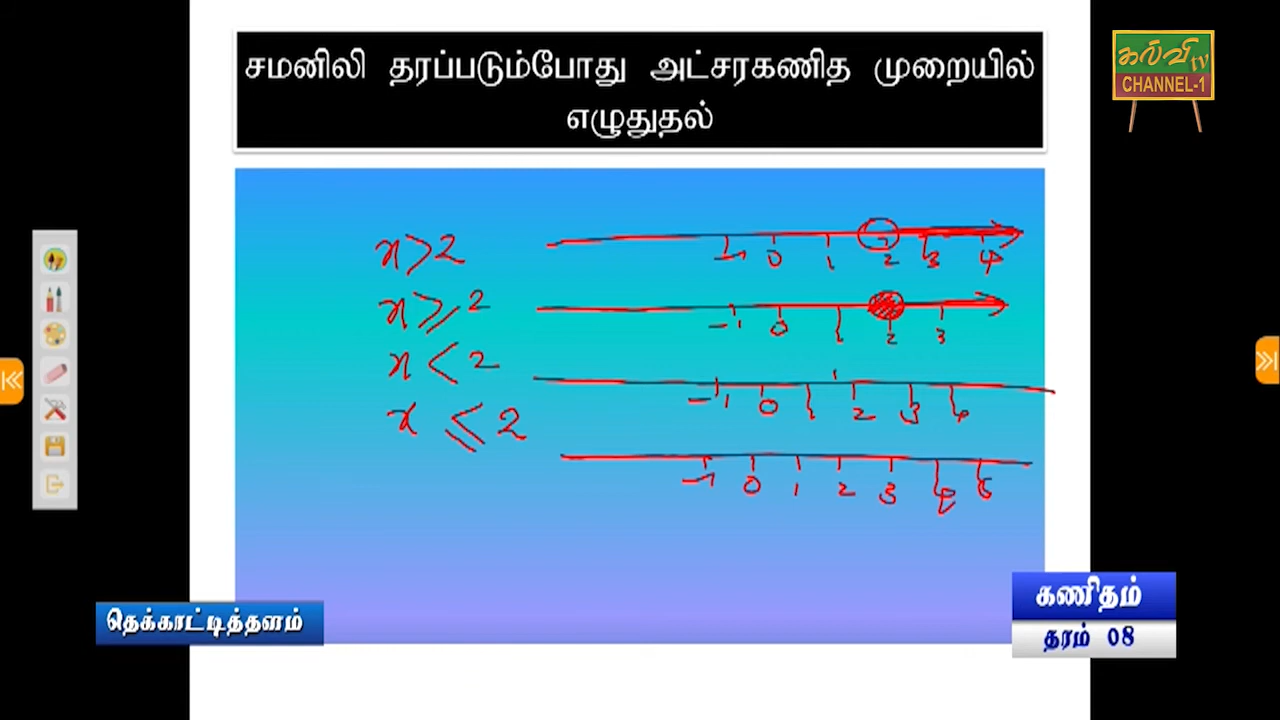 சமனிலி தரப்படும்போது அட்சரகணித முறையில்
எழுதுதல்
கல்வி tv
CHANNEL-1
x>2
-1 0 1 2 3 4
x≥2
-1 0 1 2 3
x<2
-1 0 1 2 3 4
x≤2
-1 0 1 2 3 4 5
தெக்காட்டித்தளம்
கணிதம்
தரம் 08